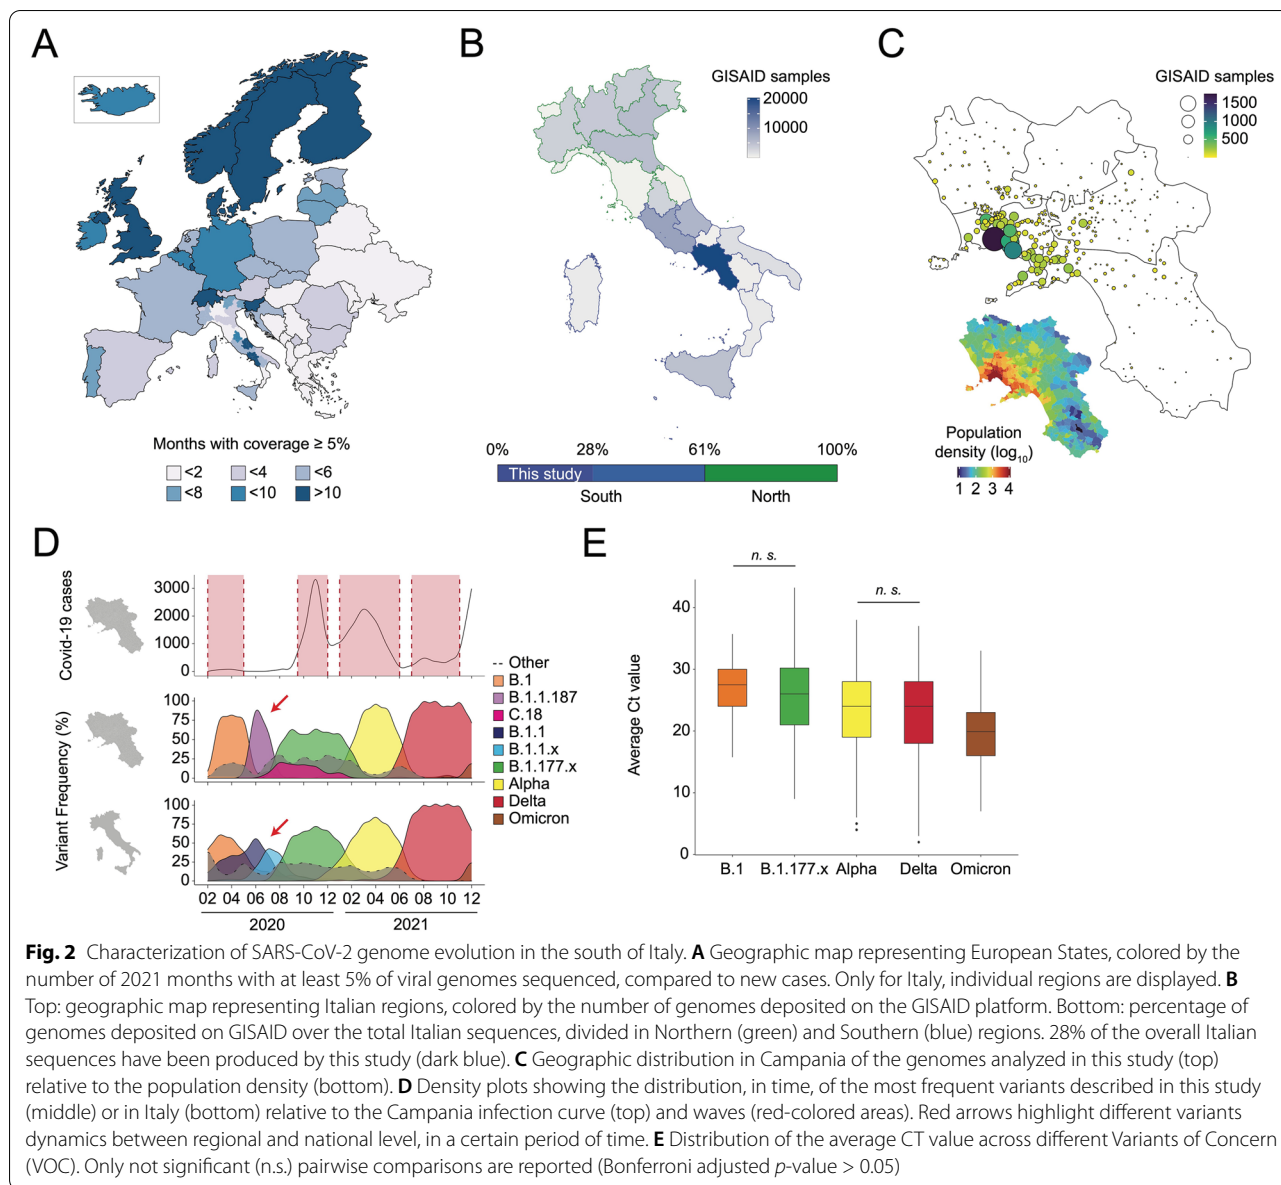 A
B
C
GISAID samples
20000
10000
GISAID samples
1500
1000
500
Months with coverage ≥ 5%
<2 <4 <6
<8 <10 >10
0% 28% 61% 100%
This study
South North
Population
density (log10)
1 2 3 4
D
E
Covid-19 cases
3000
2000
1000
0
Variant Frequency (%)
100
75
50
25
0
100
75
50
25
0
02 04 06 08 10 12 02 04 06 08 10 12
2020 2021
Other
B.1
B.1.1.187
C.18
B.1.1
B.1.1.x
B.1.177.x
Alpha
Delta
Omicron
n. s.
n. s.
Average Ct value
40
30
20
10
0
B.1 B.1.177.x Alpha Delta Omicron
Fig. 2 Characterization of SARS-CoV-2 genome evolution in the south of Italy. A Geographic map representing European States, colored by the
number of 2021 months with at least 5% of viral genomes sequenced, compared to new cases. Only for Italy, individual regions are displayed. B
Top: geographic map representing Italian regions, colored by the number of genomes deposited on the GISAID platform. Bottom: percentage of
genomes deposited on GISAID over the total Italian sequences, divided in Northern (green) and Southern (blue) regions. 28% of the overall Italian
sequences have been produced by this study (dark blue). C Geographic distribution in Campania of the genomes analyzed in this study (top)
relative to the population density (bottom). D Density plots showing the distribution, in time, of the most frequent variants described in this study
(middle) or in Italy (bottom) relative to the Campania infection curve (top) and waves (red-colored areas). Red arrows highlight different variants
dynamics between regional and national level, in a certain period of time. E Distribution of the average CT value across different Variants of Concern
(VOC). Only not significant (n.s.) pairwise comparisons are reported (Bonferroni adjusted p-value > 0.05)